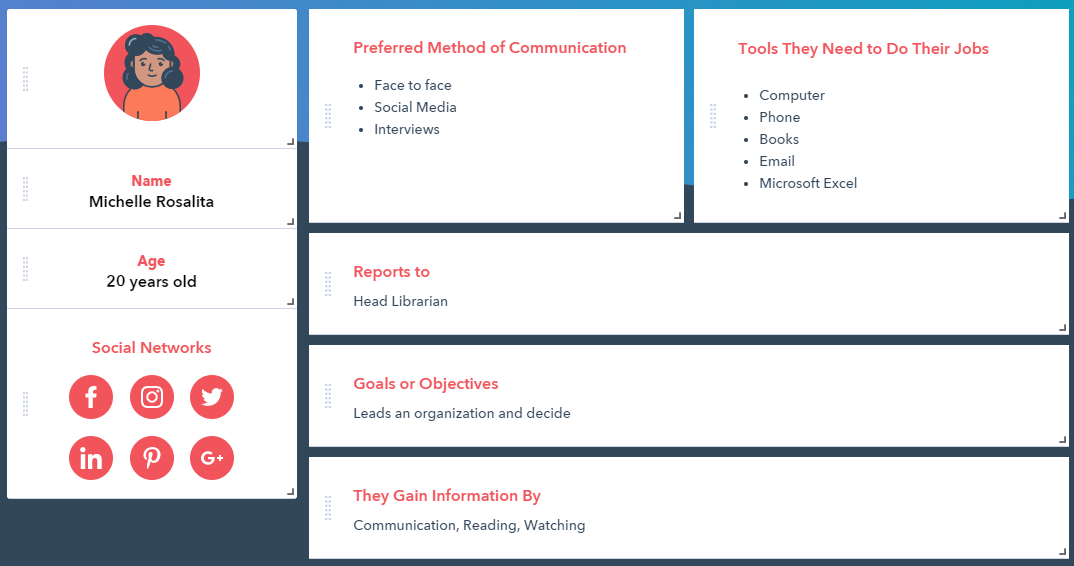 Name
Michelle Rosalita
Age
20 years old
Social Networks
Preferred Method of Communication
Face to face
Social Media
Interviews
Tools They Need to Do Their Jobs
Computer
Phone
Books
Email
Microsoft Excel
Reports to
Head Librarian
Goals or Objectives
Leads an organization and decide
They Gain Information By
Communication, Reading, Watching